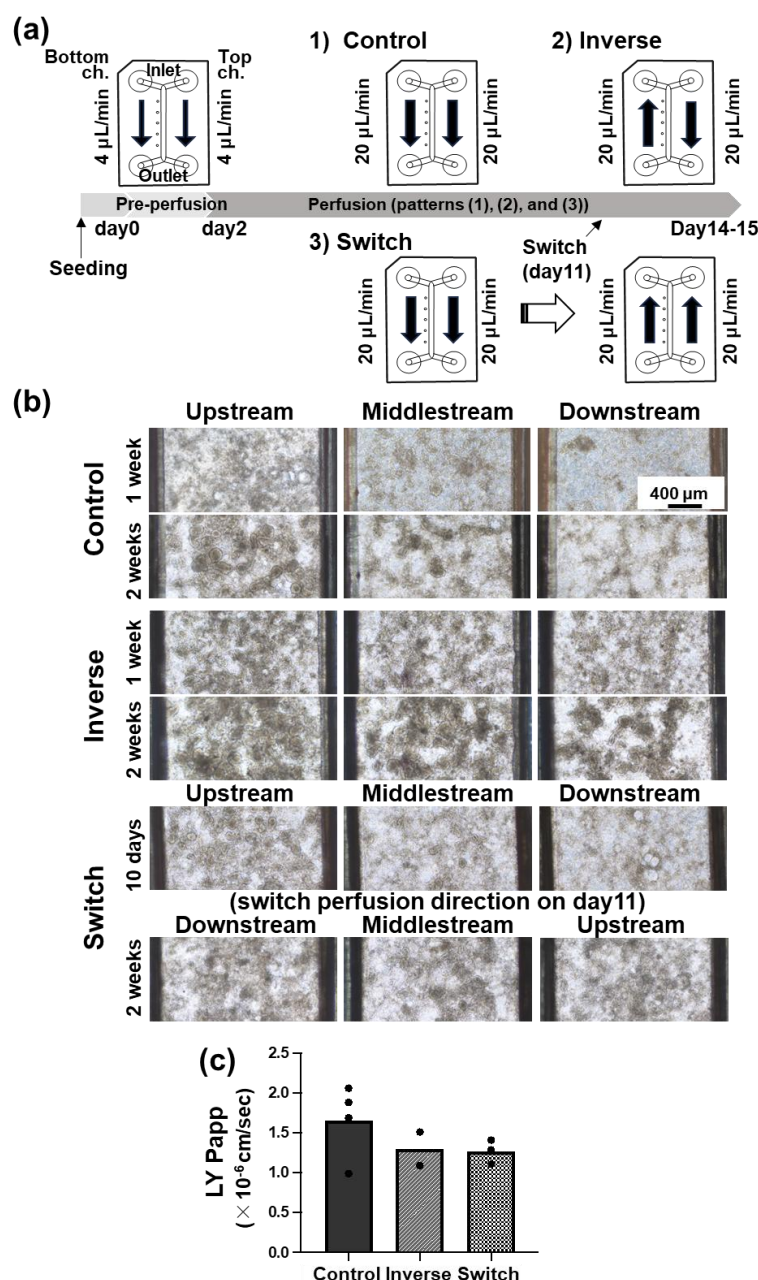 (a)
Bottom ch.
Inlet
Top ch.
4 µL/min
4 µL/min
Outlet
1) Control
20 µL/min
20 µL/min
2) Inverse
20 µL/min
20 µL/min
Pre-perfusion
Perfusion (patterns (1), (2), and (3))
day0
day2
Day14-15
Seeding
3) Switch
Switch
(day11)
20 µL/min
20 µL/min
20 µL/min
20 µL/min
(b)
Upstream Middlestream Downstream
Control
1 week
400 µm
2 weeks
Inverse
1 week
2 weeks
Upstream Middlestream Downstream
Switch
10 days
(switch perfusion direction on day11)
Downstream Middlestream Upstream
2 weeks
(c)
LY Papp
(× 10-6 cm/sec)
2.5
2.0
1.5
1.0
0.5
0.0
Control Inverse Switch